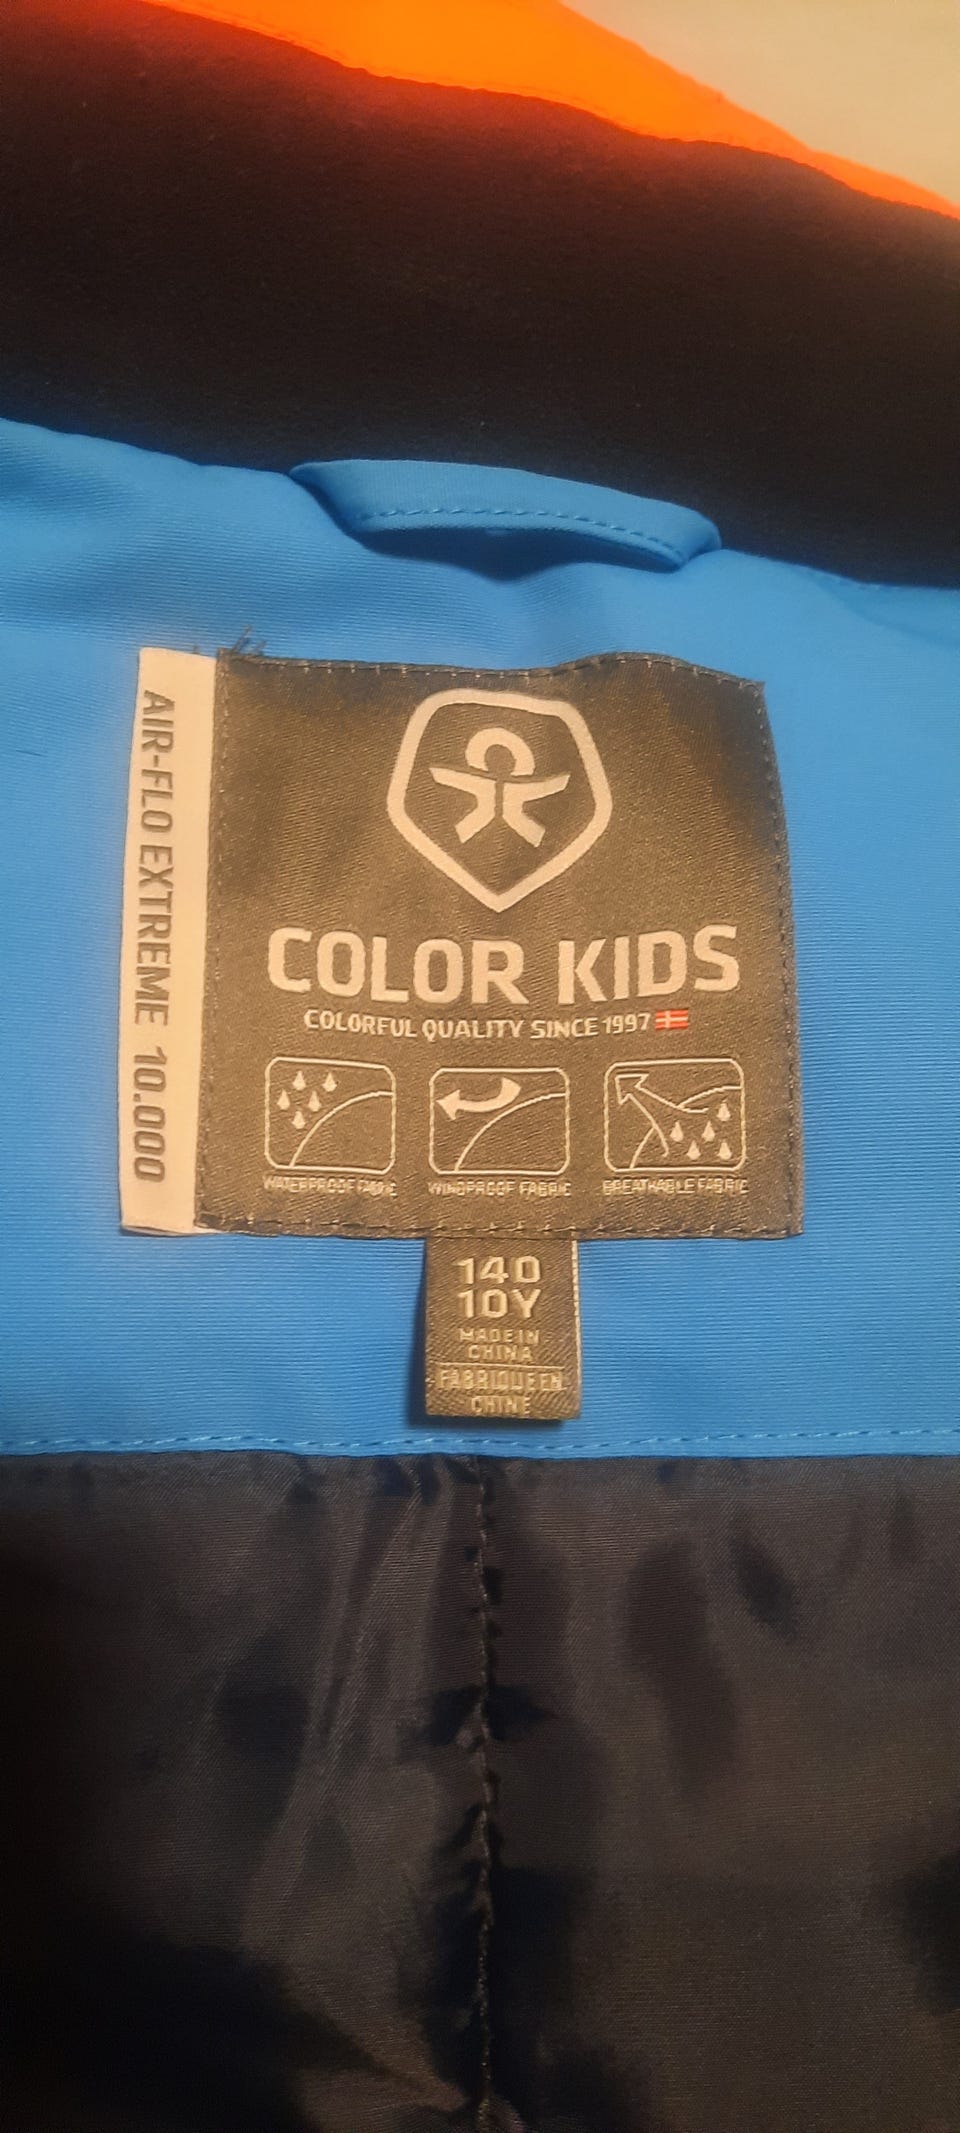 AIR-FLO EXTREME 10.000
COLOR KIDS
COLORFUL QUALITY SINCE 1997
WATERPROOF FABRIC
WINDPROOF FABRIC
BREATHABLE FABRIC
140
10Y
MADE IN
CHINA
FABRIQUE EN
CHINE